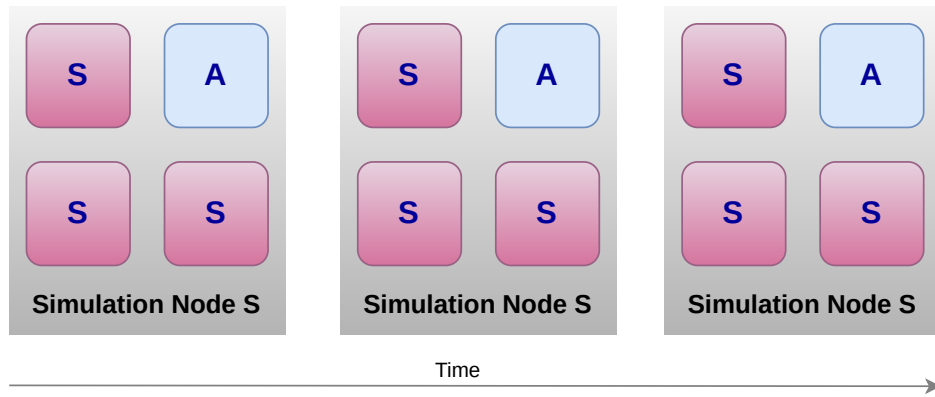 S A S A S A
S S S S S S
Simulation Node S Simulation Node S Simulation Node S
Time